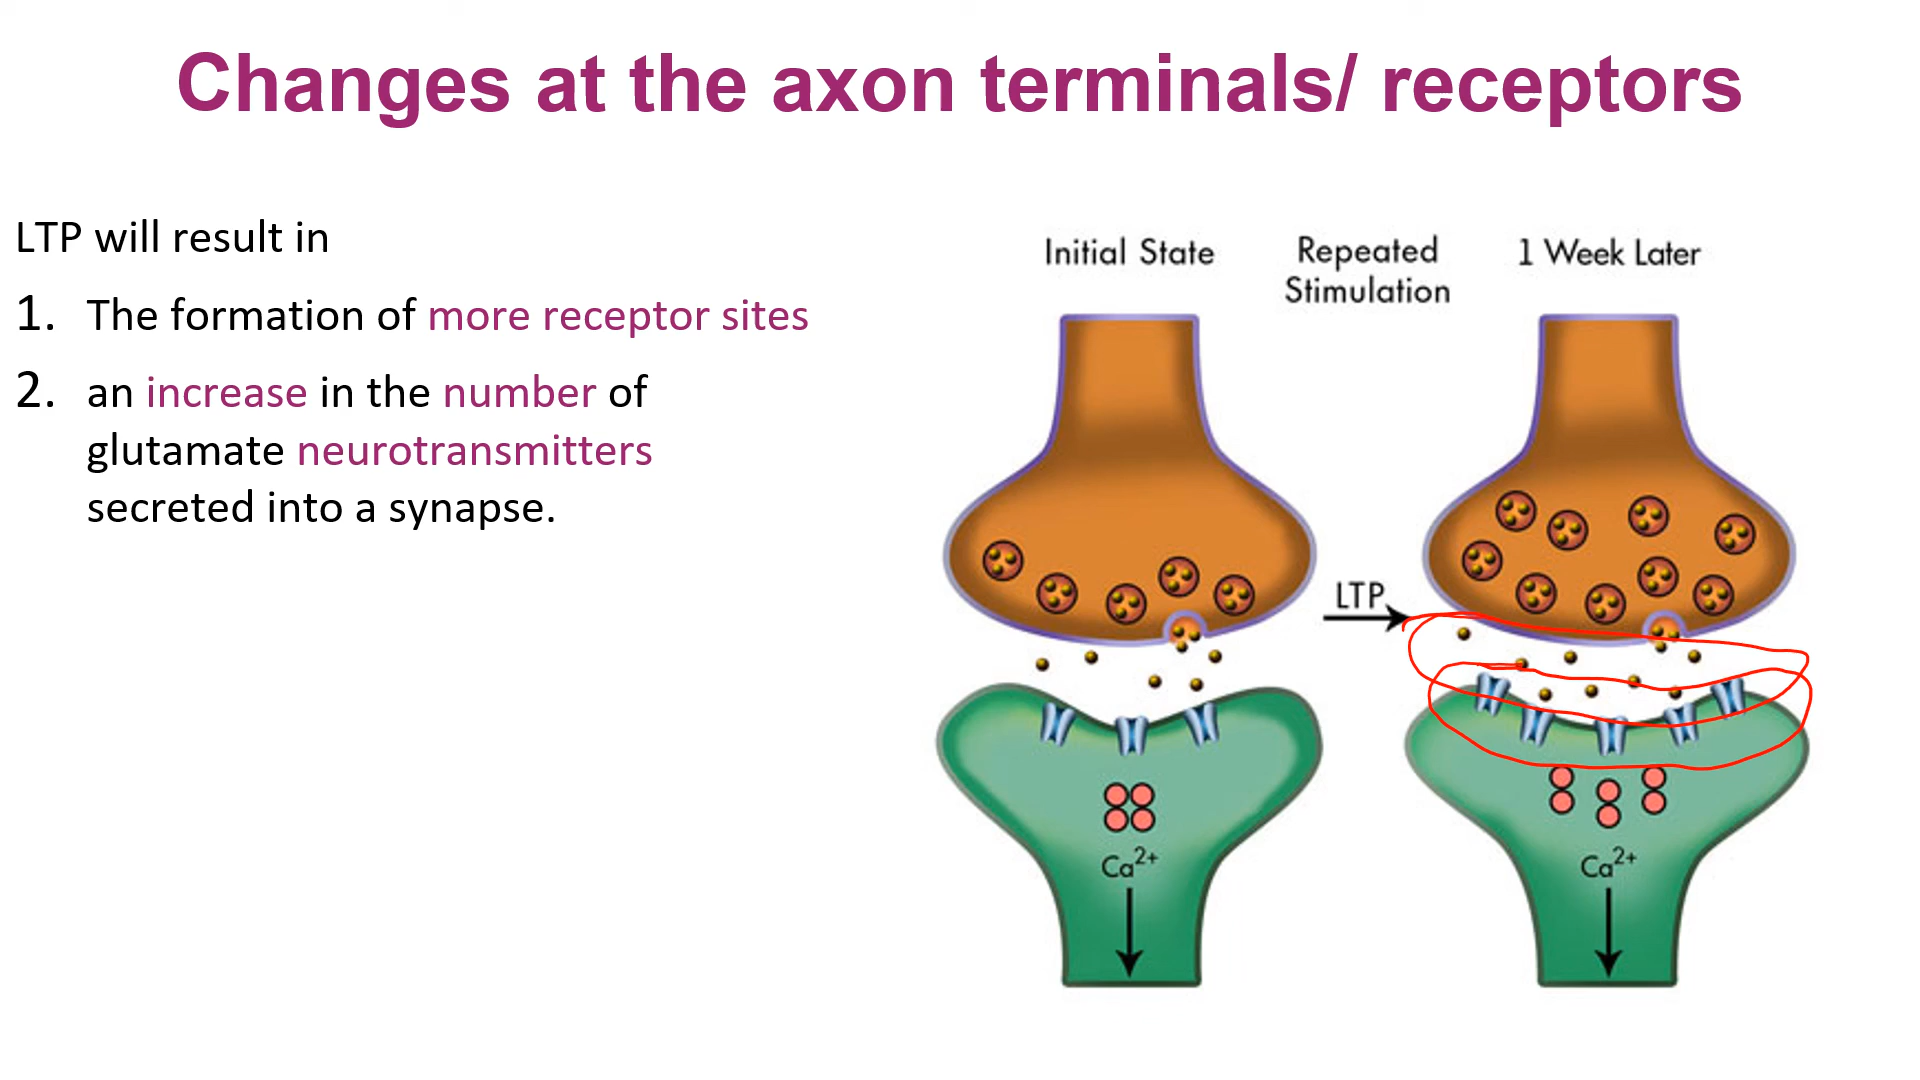 Changes at the axon terminals/ receptors
LTP will result in
1. The formation of more receptor sites
2. an increase in the number of
glutamate neurotransmitters
secreted into a synapse.
Initial State
Repeated
Stimulation
1 Week Later
LTP
Ca²⁺
Ca²⁺